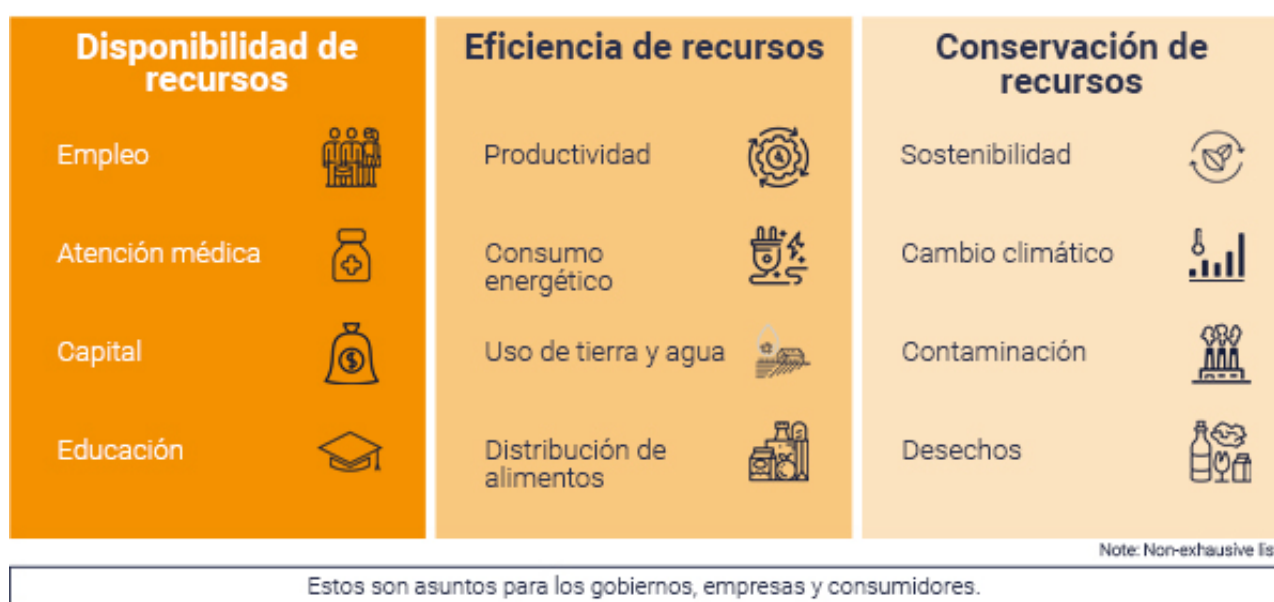 Disponibilidad de
recursos
Empleo
Atención médica
Capital
Educación
Eficiencia de recursos
Productividad
Consumo
energético
Uso de tierra y agua
Distribución de
alimentos
Conservación de
recursos
Sostenibilidad
Cambio climático
Contaminación
Desechos
Note: Non-exhausive lis
Estos son asuntos para los gobiernos, empresas y consumidores.